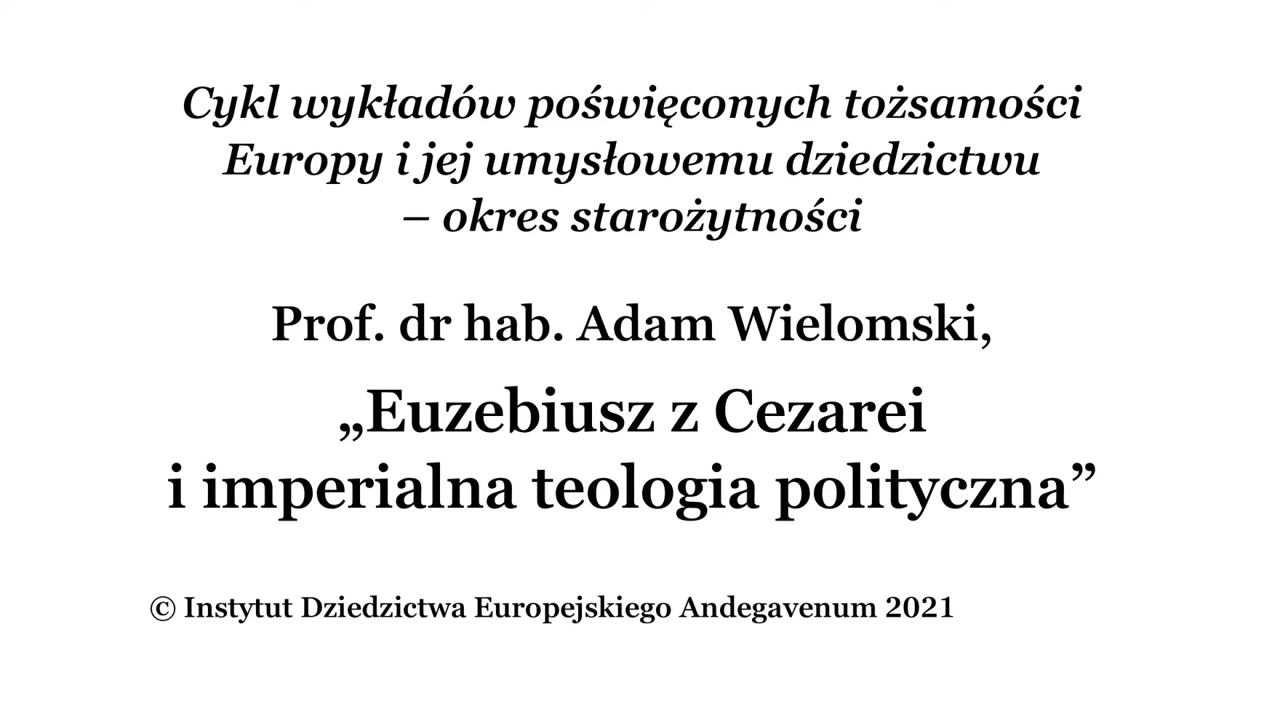 Cykl wykładów poświęconych tożsamości
Europy i jej umysłowemu dziedzictwu
– okres starożytności
Prof. dr hab. Adam Wielomski,
„Euzebiusz z Cezarei
i imperialna teologia polityczna”
© Instytut Dziedzictwa Europejskiego Andegavenum 2021